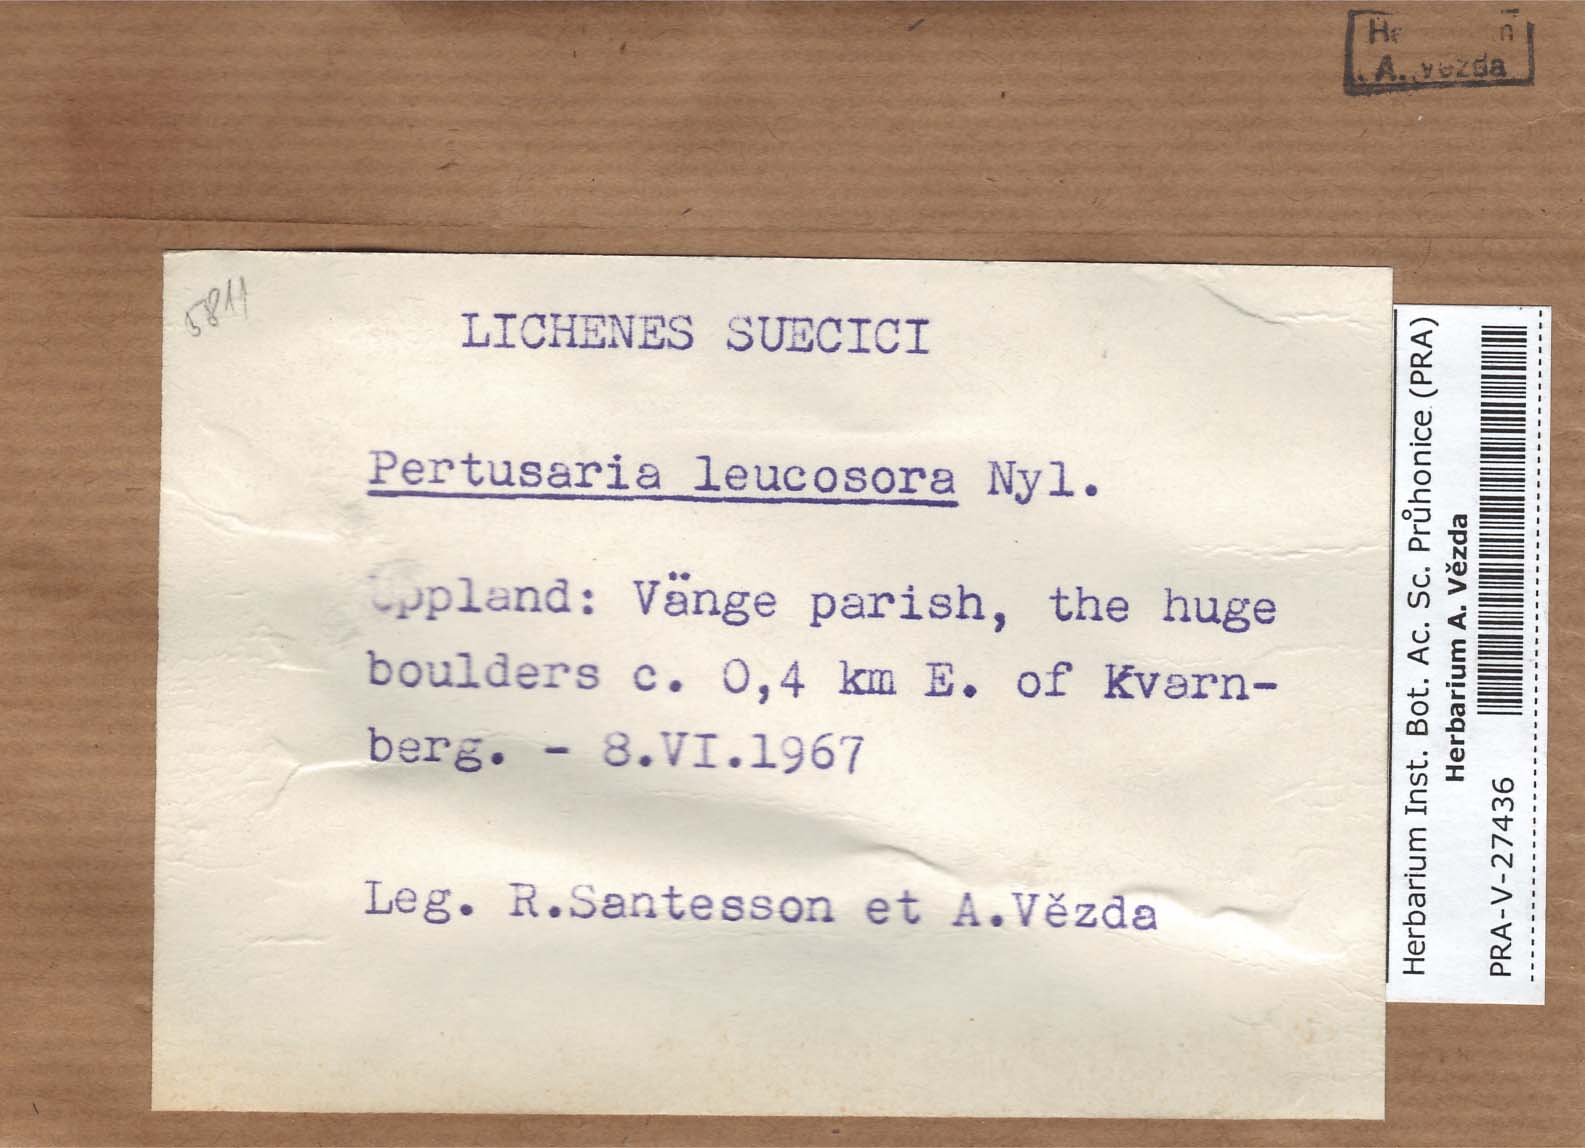 A. Vězda
5811
LICHENES SUECICI
Pertusaria leucosora Nyl.
Uppland: Vänge parish, the huge
boulders c. 0,4 km E. of Kvarn-
berg. - 8.VI.1967
Leg. R.Santesson et A.Vězda
Herbarium Inst. Bot. Ac. Sc. Průhonice (PRA)
Herbarium A. Vězda
PRA-V-27436